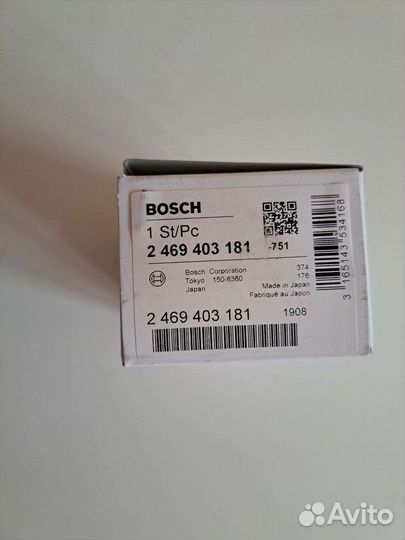 BOSCH
1 St/Pc
2 469 403 181 -751
Bosch Corporation 374
Tokyo 150-8360 176
Japan Made in Japan
Fabriqué au Japon
2 469 403 181 1908
3 165143 534168
Avito